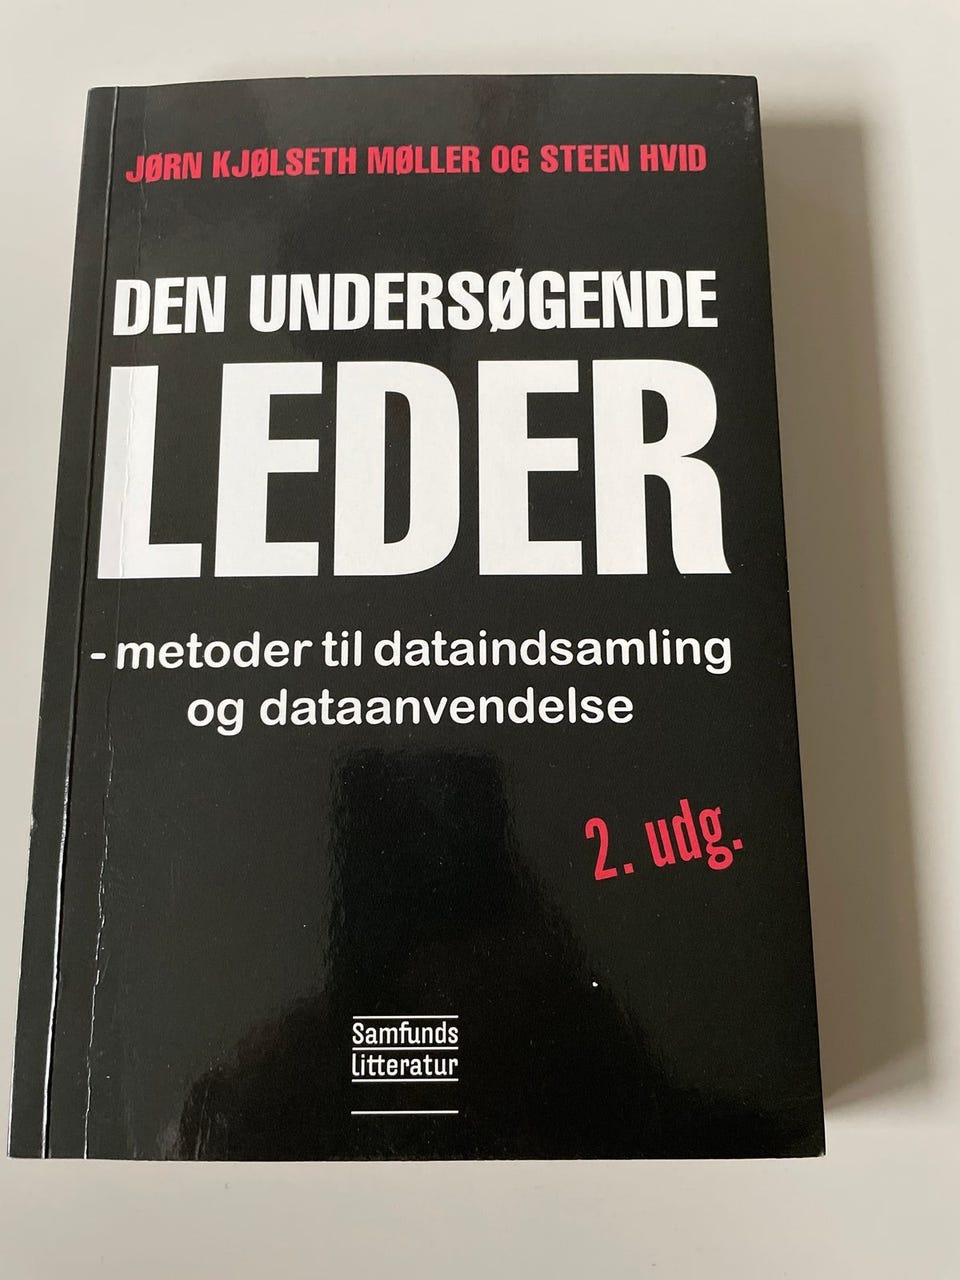 JØRN KJØLSETH MØLLER OG STEEN HVID
DEN UNDERSØGENDE
LEDER
- metoder til dataindsamling
og dataanvendelse
2. udg.
Samfunds
litteratur